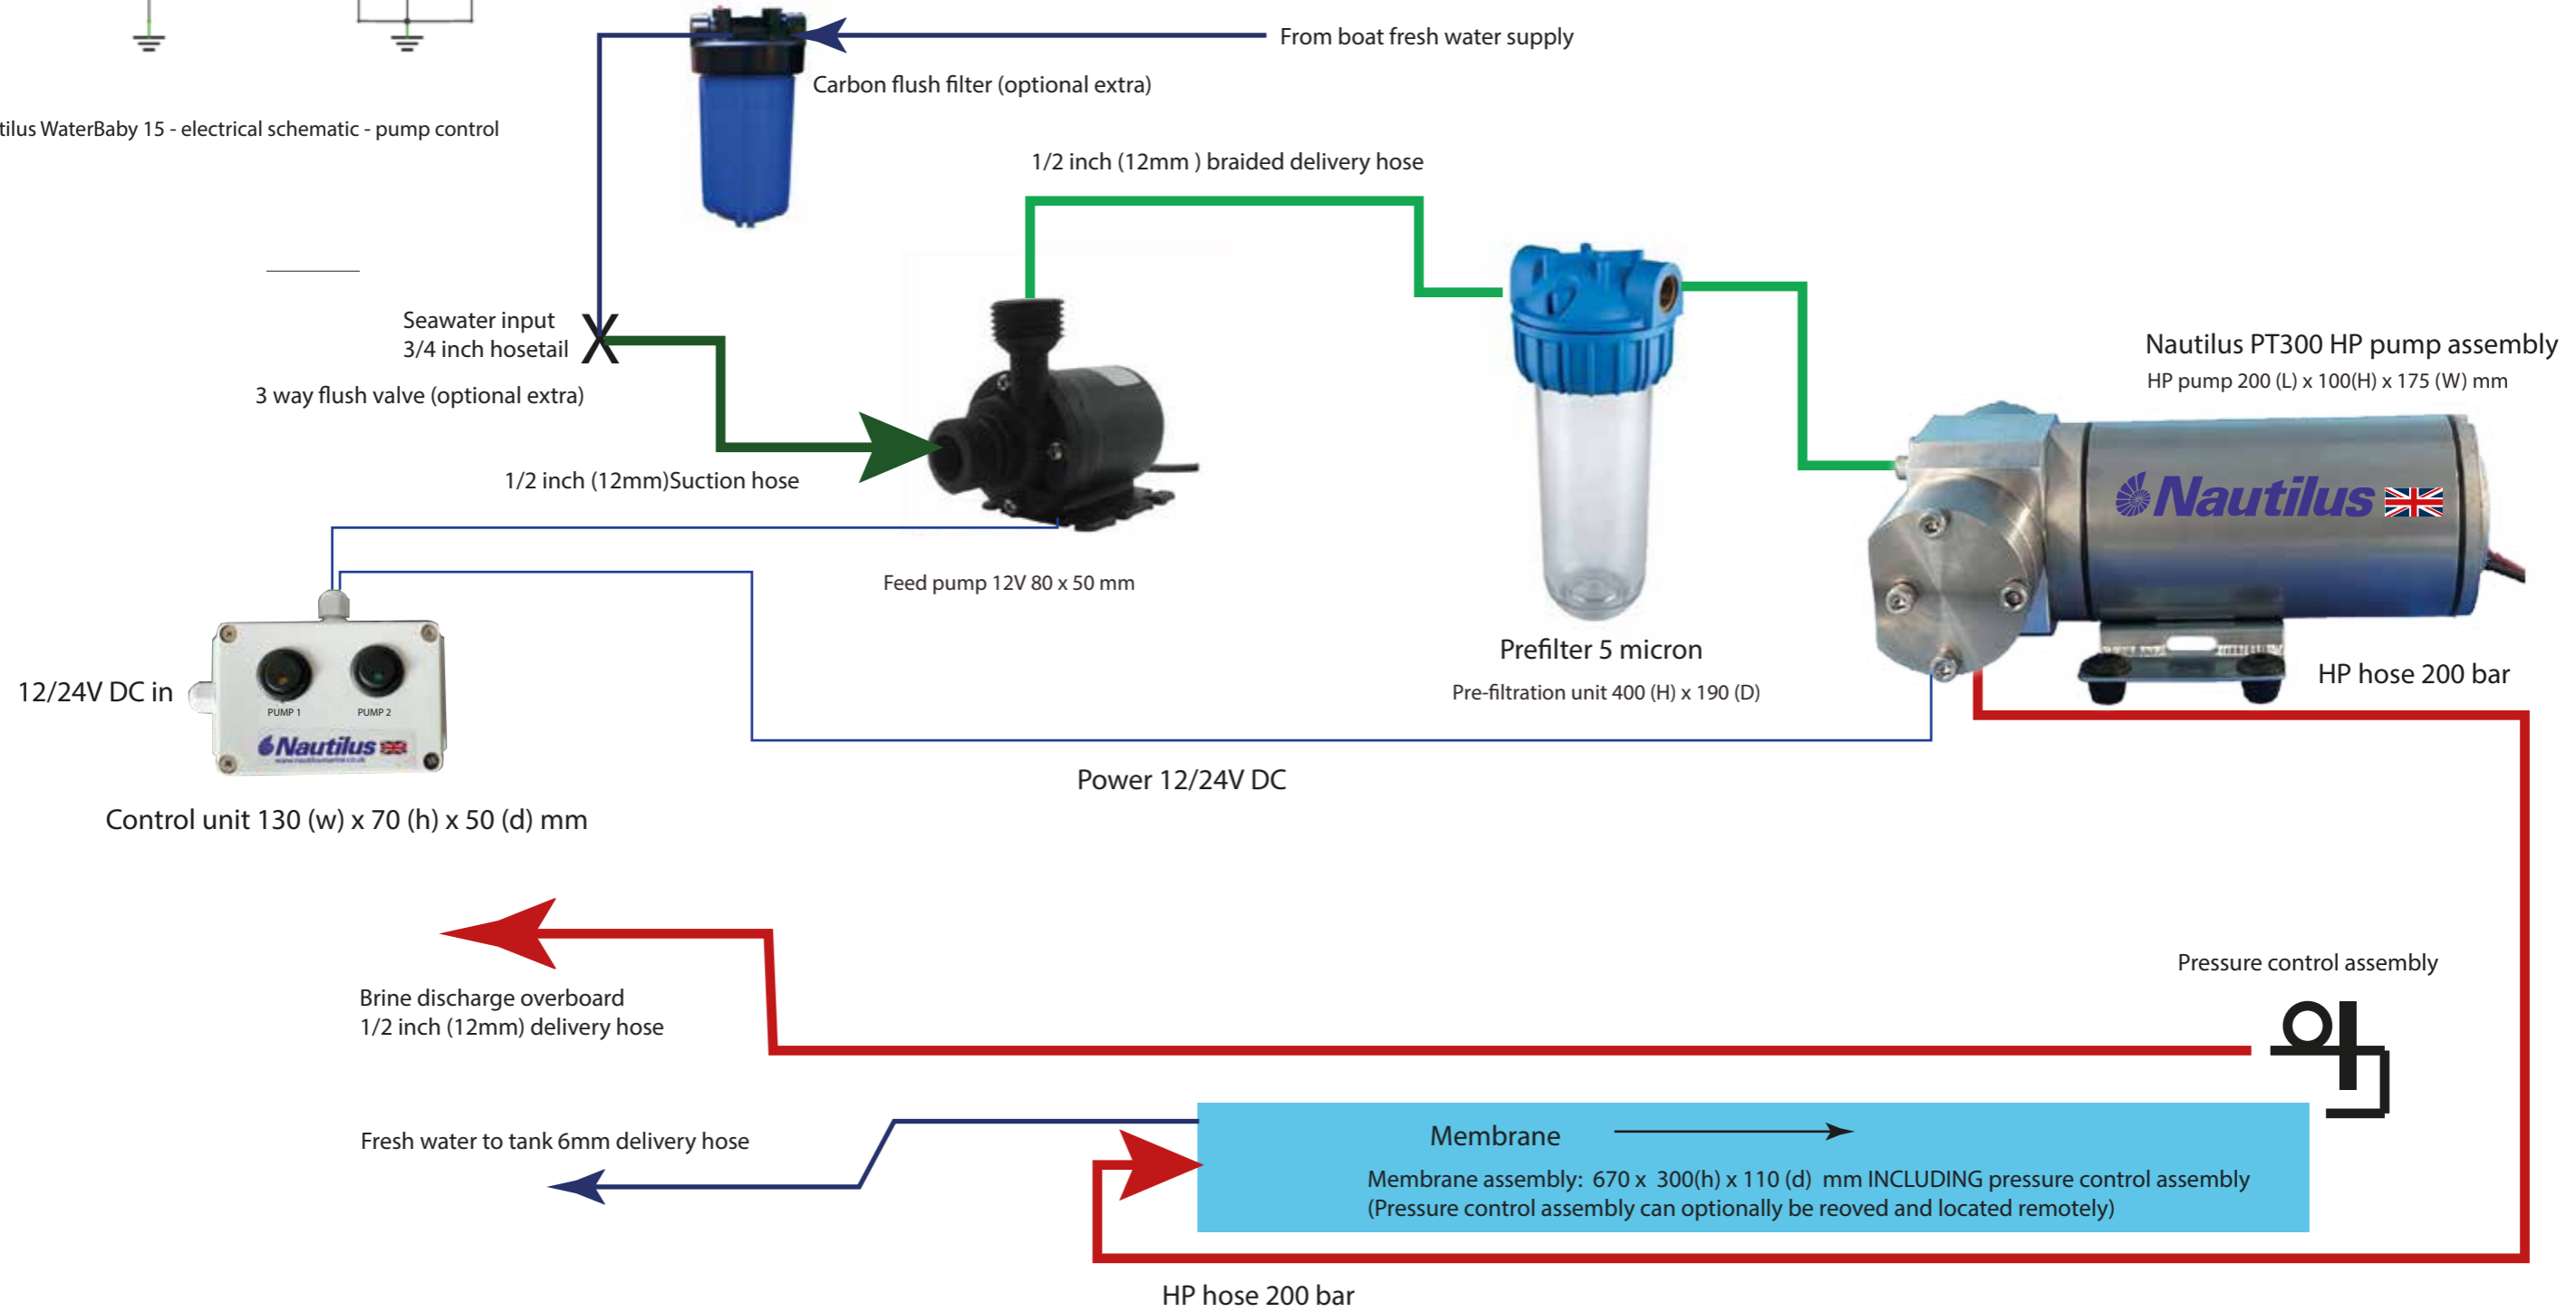 From boat fresh water supply
Carbon flush filter (optional extra)
tilus WaterBaby 15 - electrical schematic - pump control
1/2 inch (12mm ) braided delivery hose
Seawater input
3/4 inch hosetail
X
3 way flush valve (optional extra)
1/2 inch (12mm)Suction hose
Nautilus PT300 HP pump assembly
HP pump 200 (L) x 100(H) x 175 (W) mm
Nautilus
Feed pump 12V 80 x 50 mm
Prefilter 5 micron
Pre-filtration unit 400 (H) x 190 (D)
HP hose 200 bar
12/24V DC in
PUMP 1
PUMP 2
Nautilus
www.nautilusmarine.co.uk
Power 12/24V DC
Control unit 130 (w) x 70 (h) x 50 (d) mm
Pressure control assembly
Brine discharge overboard
1/2 inch (12mm) delivery hose
Fresh water to tank 6mm delivery hose
Membrane
Membrane assembly: 670 x 300(h) x 110 (d) mm INCLUDING pressure control assembly
(Pressure control assembly can optionally be reoved and located remotely)
HP hose 200 bar